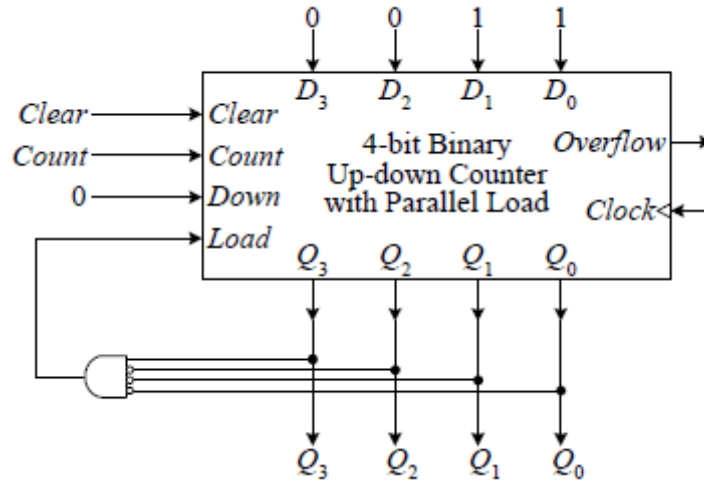 0 0 1 1
D3 D2 D1 D0
Clear Clear
Count Count
4-bit Binary
Overflow
0 Down
Up-down Counter
with Parallel Load
Clock
Load
Q3 Q2 Q1 Q0
Q3 Q2 Q1 Q0